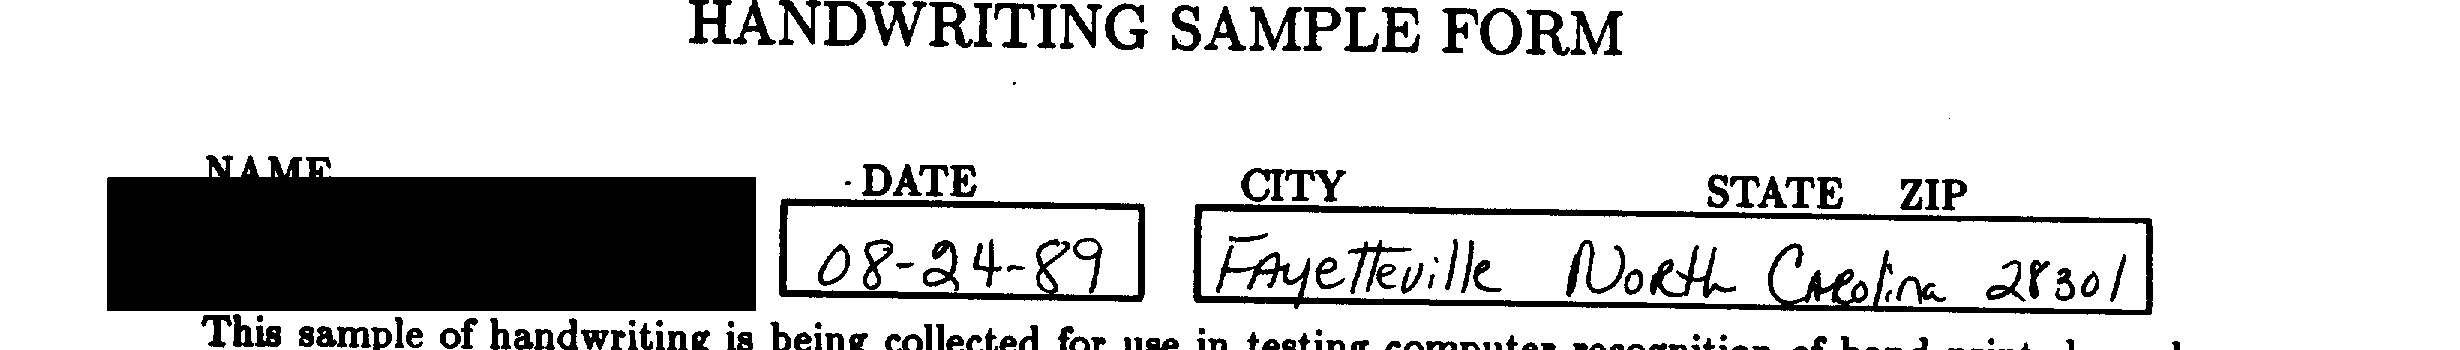 HANDWRITING SAMPLE FORM
NAME DATE CITY STATE ZIP
08-24-89 FAyeTTeville NoRth CARolina 28301
This sample of handwriting is being collected for use in testing computer recognition of hand print